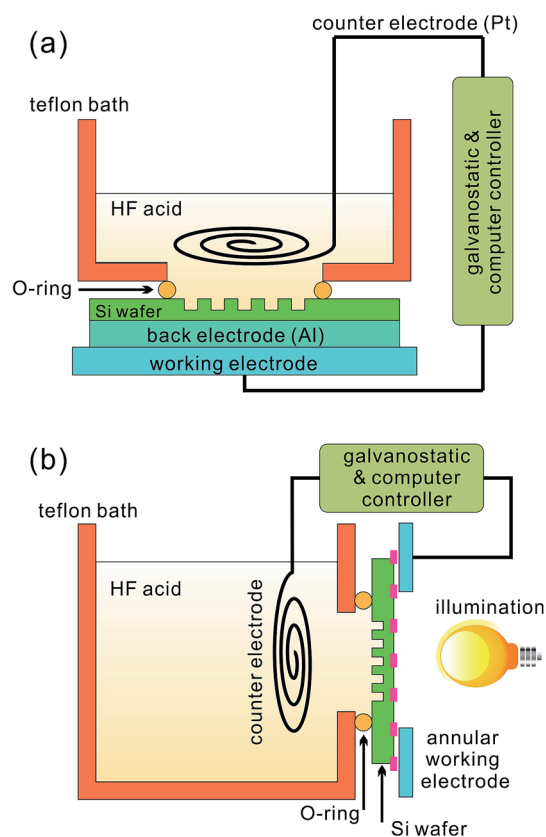 (a)
counter electrode (Pt)
teflon bath
HF acid
galvanostatic &
computer controller
O-ring
Si wafer
back electrode (Al)
working electrode
(b)
galvanostatic
& computer
controller
teflon bath
HF acid
counter electrode
illumination
annular
working
electrode
O-ring
Si wafer